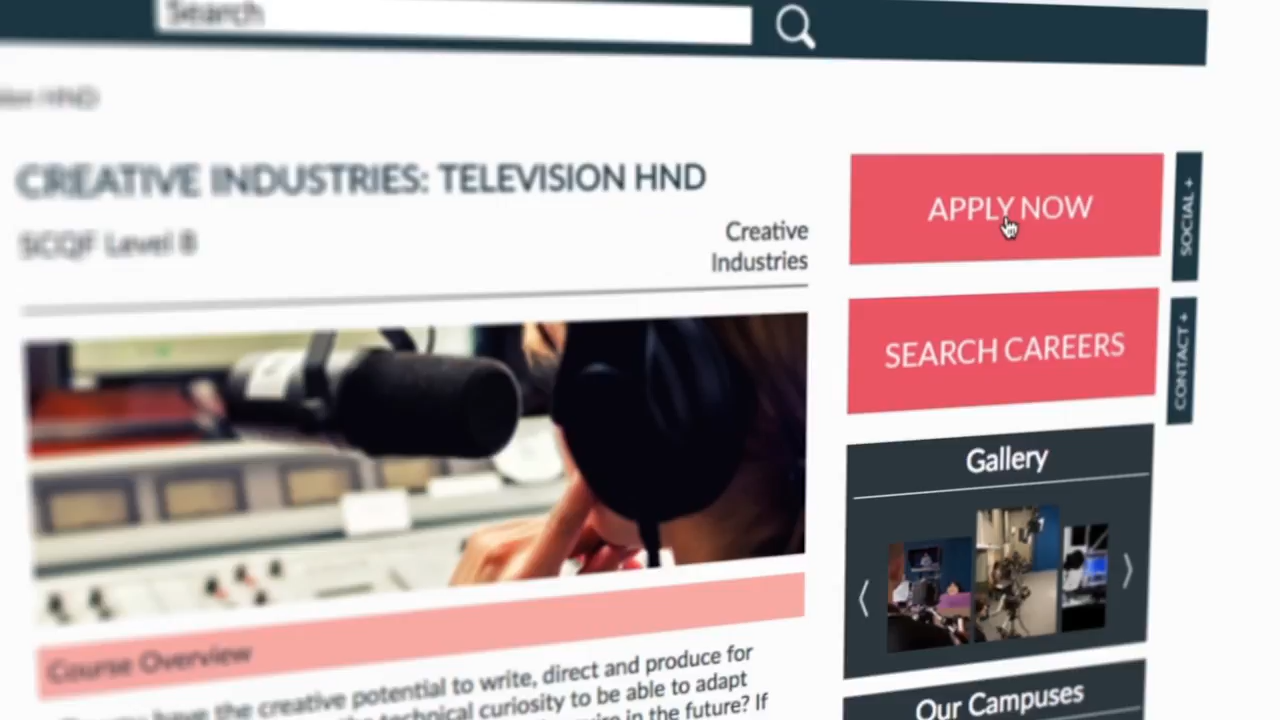 Search
HND
CREATIVE INDUSTRIES: TELEVISION HND
SCQF Level 8
Creative
Industries
APPLY NOW
SEARCH CAREERS
SOCIAL +
CONTACT +
Gallery
Course Overview
have the creative potential to write, direct and produce for
technical curiosity to be able to adapt
in the future? If
Our Campuses